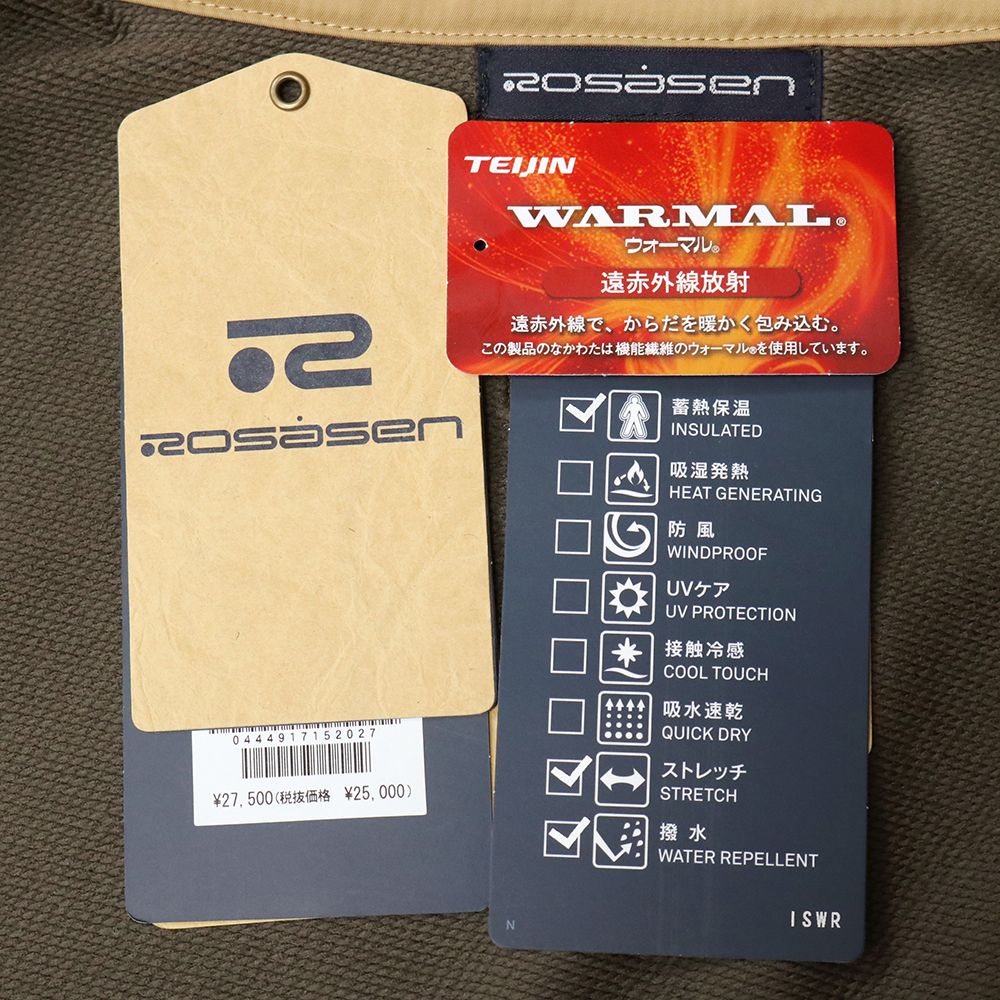 ROSASEN
TEIJIN
WARMAL®
ウォーマル®
遠赤外線放射
遠赤外線で、からだを暖かく包み込む。
この製品のなかわたは機能繊維のウォーマル®を使用しています。
ROSASEN
0444917152027
¥27,500(税抜価格 ¥25,000)
蓄熱保温
INSULATED
吸湿発熱
HEAT GENERATING
防風
WINDPROOF
UVケア
UV PROTECTION
接触冷感
COOL TOUCH
吸水速乾
QUICK DRY
ストレッチ
STRETCH
撥水
WATER REPELLENT
N
ISWR